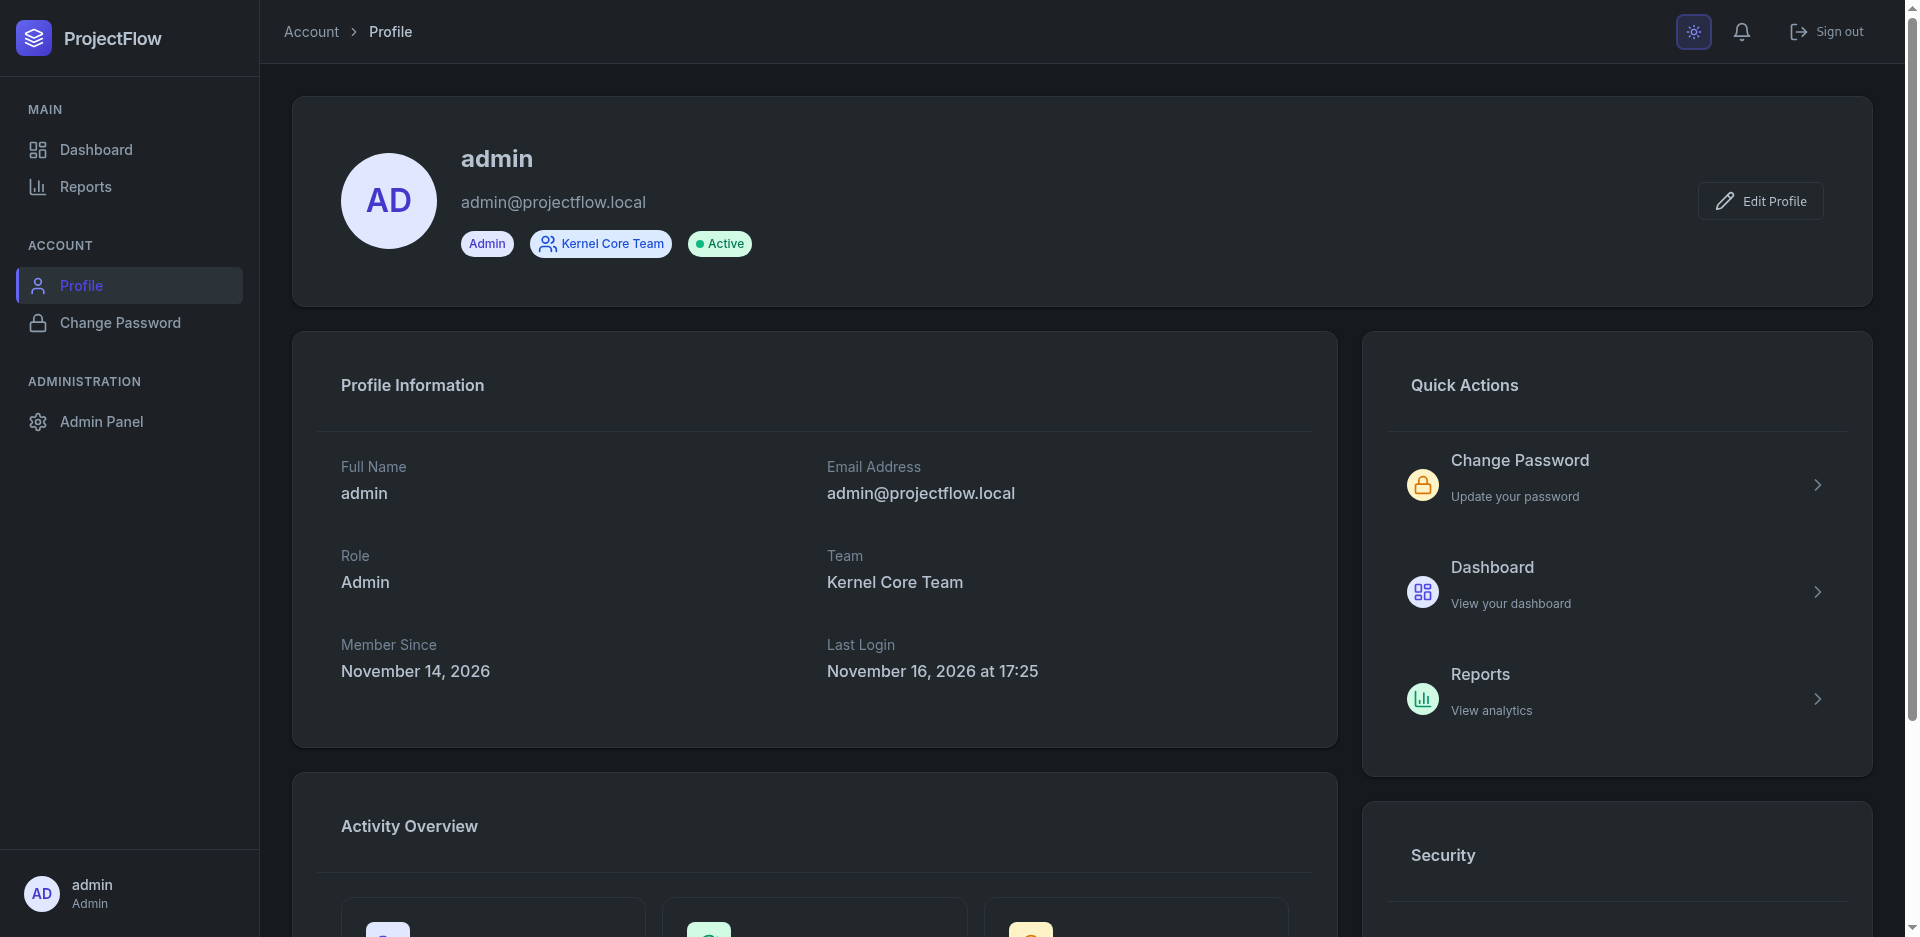 ProjectFlow
MAIN
Dashboard
Reports
ACCOUNT
Profile
Change Password
ADMINISTRATION
Admin Panel
AD
admin
Admin
Account > Profile
Sign out
AD
admin
admin@projectflow.local
Admin
Kernel Core Team
Active
Edit Profile
Profile Information
Full Name
admin
Email Address
admin@projectflow.local
Role
Admin
Team
Kernel Core Team
Member Since
November 14, 2026
Last Login
November 16, 2026 at 17:25
Activity Overview
Quick Actions
Change Password
Update your password
Dashboard
View your dashboard
Reports
View analytics
Security